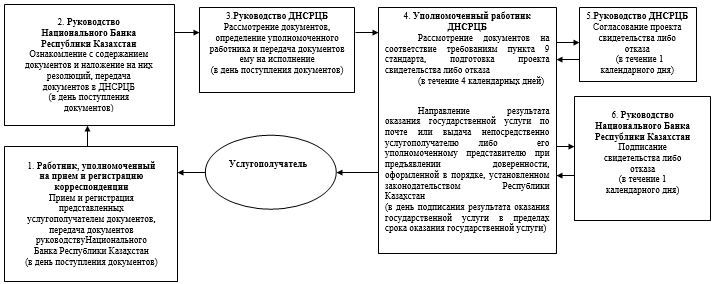 2. Руководство
Национального Банка
Республики Казахстан
Ознакомление с содержанием
документов и наложение на них
резолюций, передача
документов в ДНСРЦБ
(в день поступления
документов)
3.Руководство ДНСРЦБ
Рассмотрение документов,
определение уполномоченного
работника и передача документов
ему на исполнение
(в день поступления документов)
4. Уполномоченный работник
ДНСРЦБ
Рассмотрение документов на
соответствие требованиям пункта 9
стандарта, подготовка проекта
свидетельства либо отказа
(в течение 4 календарных дней)
Направление результата
оказания государственной услуги по
почте или выдача непосредственно
услугополучателю либо его
уполномоченному представителю при
предъявлении доверенности,
оформленной в порядке, установленном
законодательством Республики
Казахстан
(в день подписания результата оказания
государственной услуги в пределах
срока оказания государственной услуги)
5.Руководство ДНСРЦБ
Согласование проекта
свидетельства либо
отказа
(в течение 1
календарного дня)
6. Руководство
Национального Банка
Республики Казахстан
Подписание
свидетельства либо
отказа
(в течение 1
календарного дня)
Услугополучатель
1. Работник, уполномоченный
на прием и регистрацию
корреспонденции
Прием и регистрация
представленных
услугополучателем документов,
передача документов
руководствуНационального
Банка Республики Казахстан
(в день поступления документов)